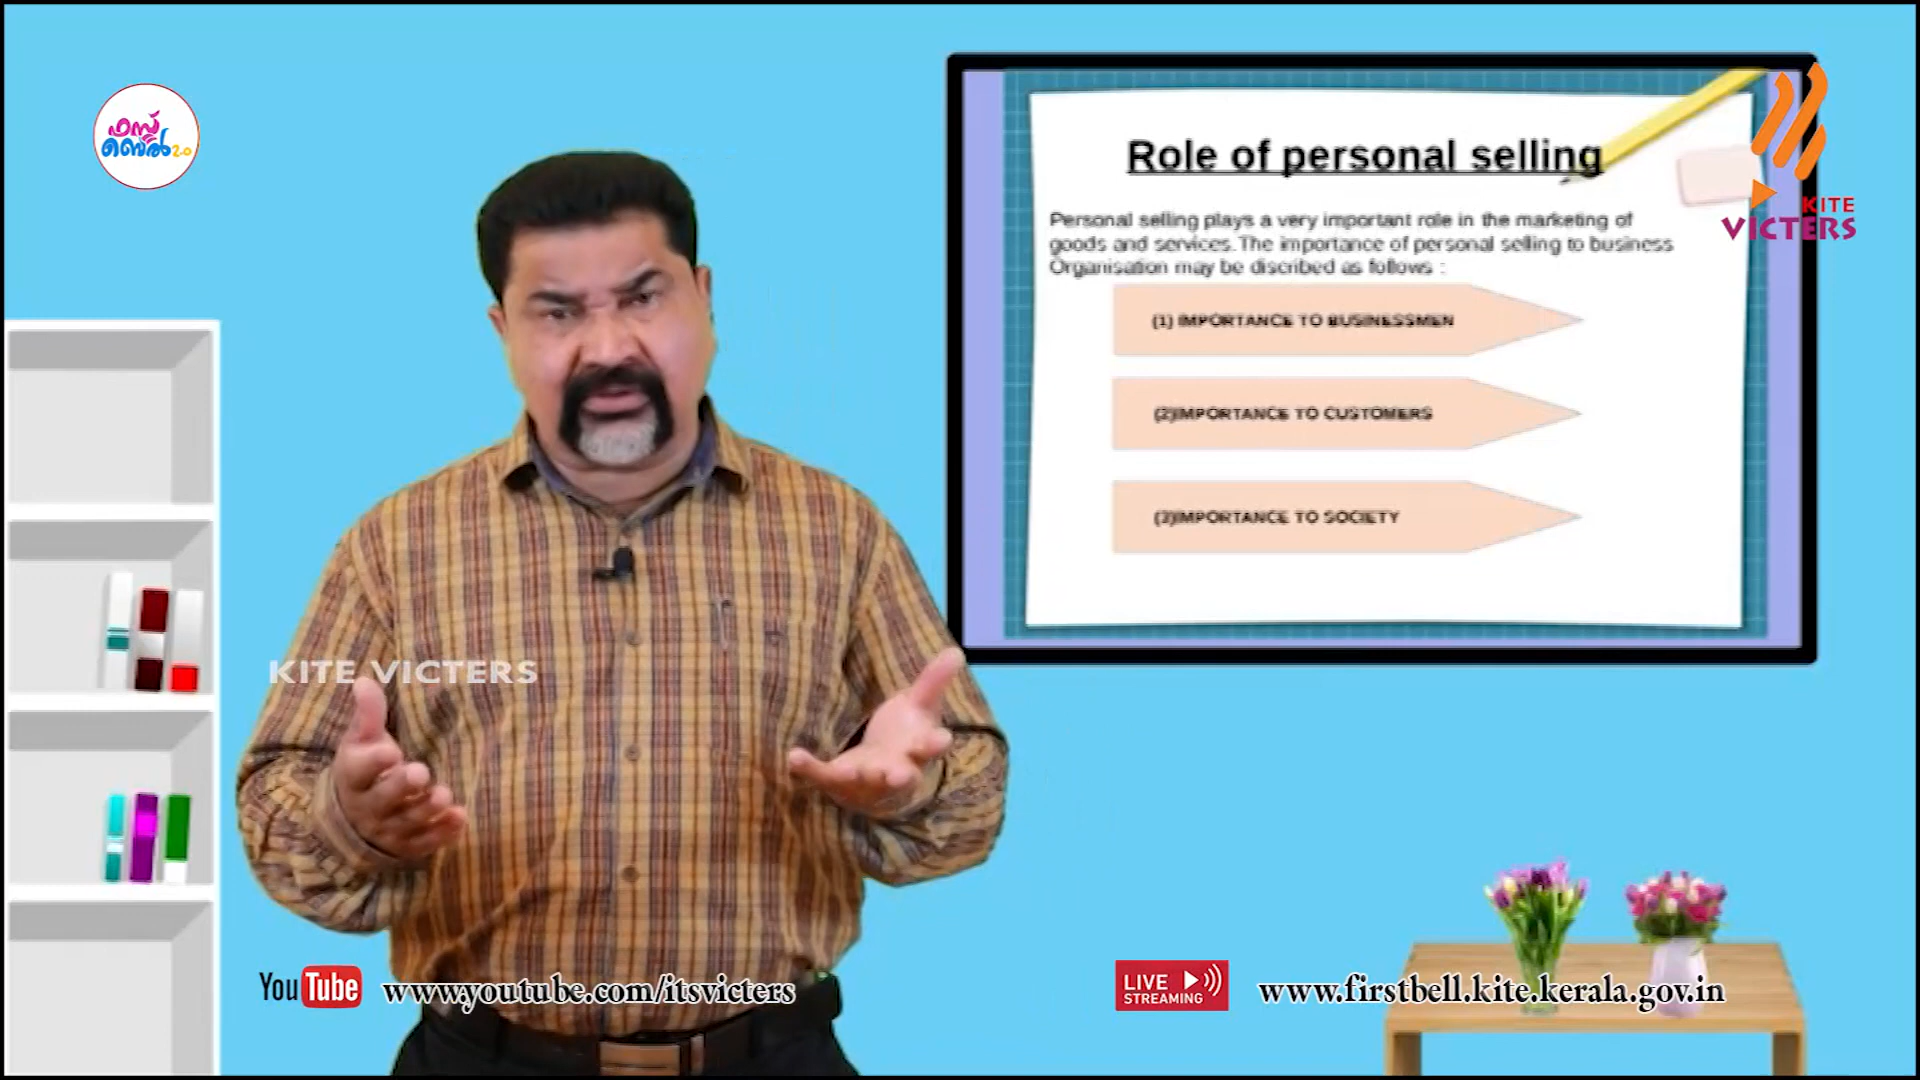 ഫസ്റ്റ്
ബെൽ 2.0
Role of personal selling
KITE
VICTERS
Personal selling plays a very important role in the marketing of
goods and services. The importance of personal selling to business
Organisation may be discribed as follows :
(1) IMPORTANCE TO BUSINESSMEN
(2)IMPORTANCE TO CUSTOMERS
(3)IMPORTANCE TO SOCIETY
KITE VICTERS
YouTube www.youtube.com/itsvicters
LIVE
STREAMING
www.firstbell.kite.kerala.gov.in